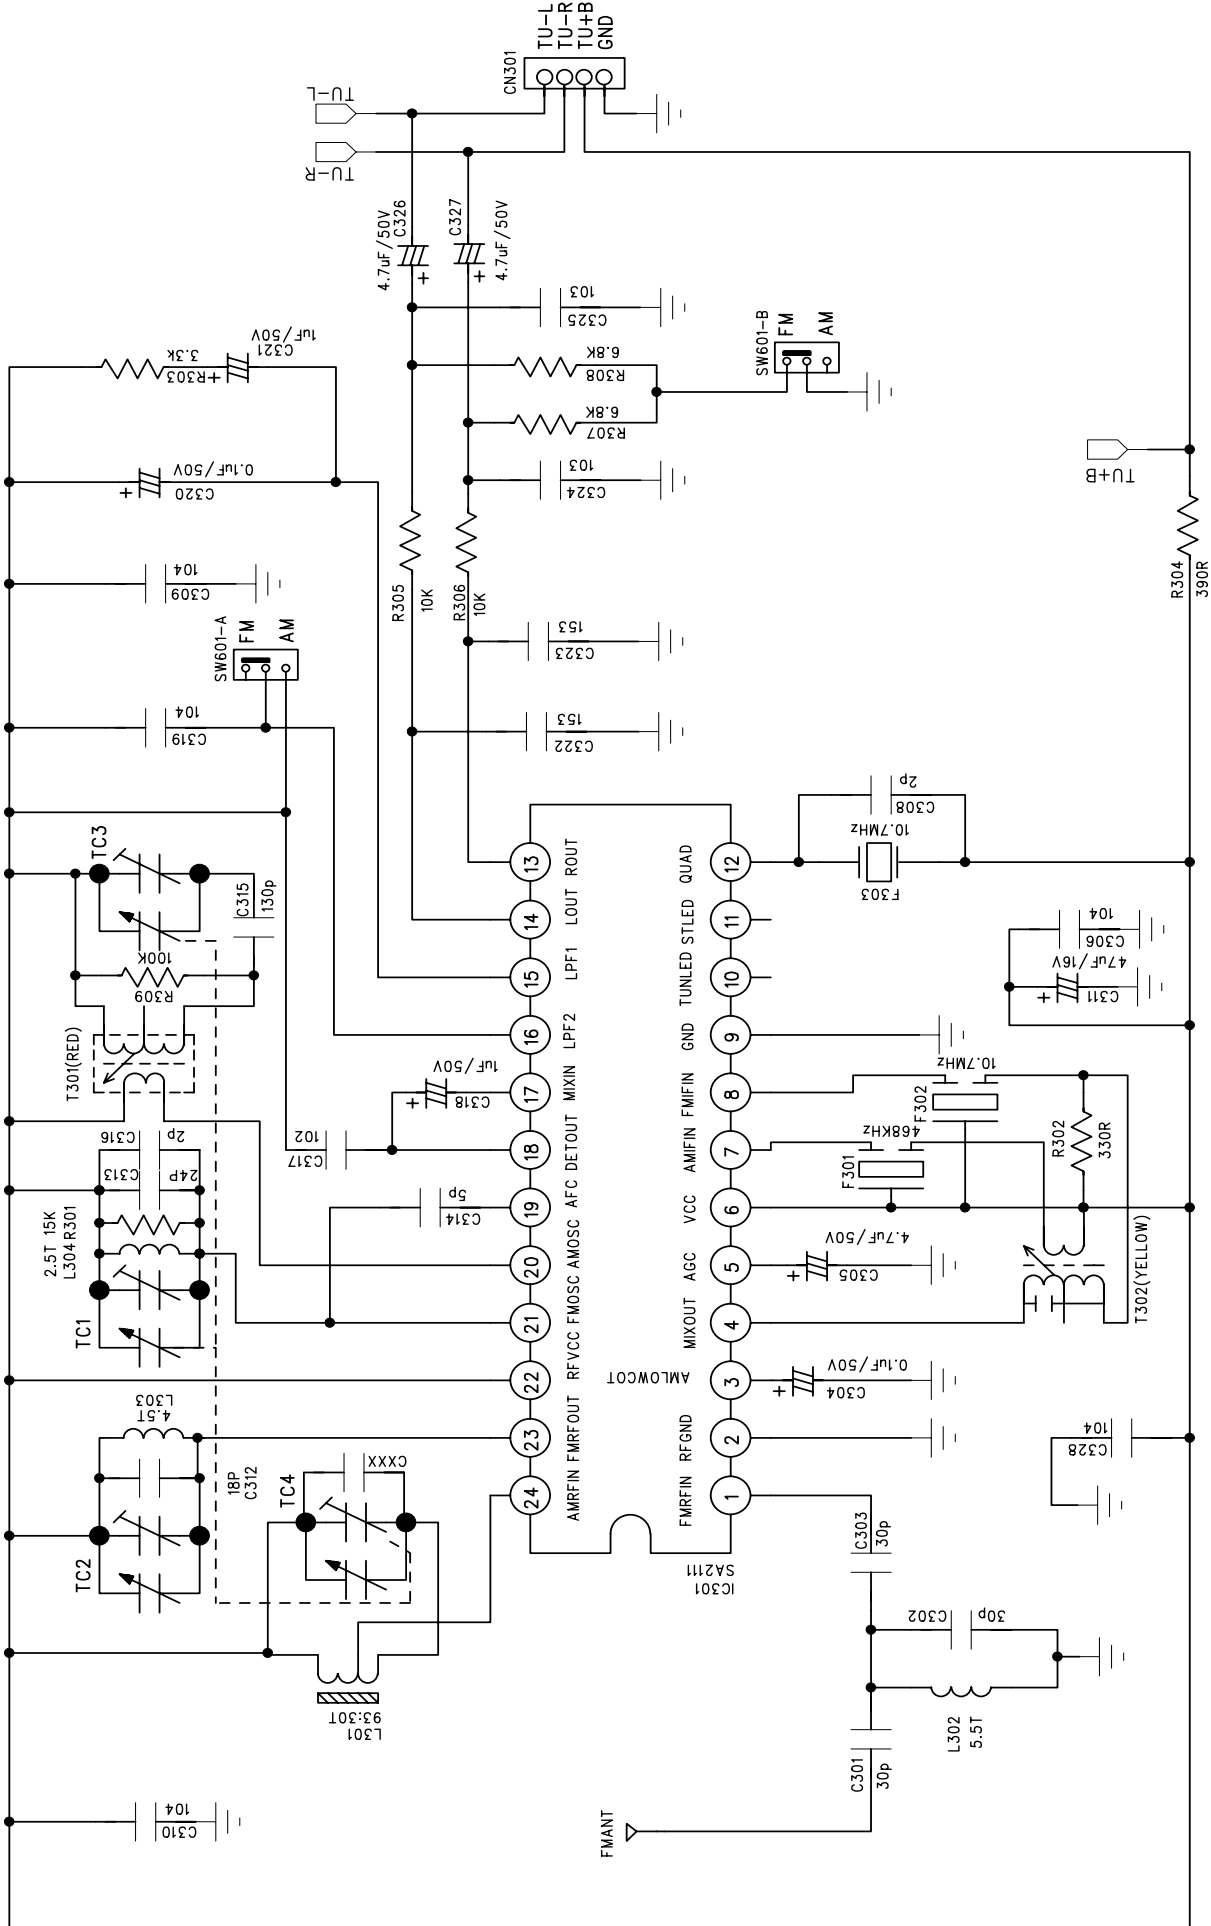 TU-L
TU-R
TU+B
GND
CN301
TU-L
TU-R
4.7uF/50V
C326
C327
4.7uF/50V
103
C325
SW601-B
FM
AM
1uF/50V
C321
3.3k
R303
6.8K
R308
6.8K
R307
0.1uF/50V
C320
103
C324
TU+B
R304
390R
104
C309
R305
10K
R306
10K
SW601-A
FM
AM
153
C323
104
C319
153
C322
TC3
C315
130p
100K
R309
T301(RED)
2p
C308
10.7MHz
F303
104
C306
47uF/16V
C311
13
14
15
16
17
18
19
20
21
22
23
24
ROUT
LOUT
LPF1
LPF2
MIXIN
DETOUT
AFC
AMOSC
FMOSC
RFVCC
FMRFOUT
AMRFIN
12
11
10
9
8
7
6
5
4
3
2
1
QUAD
STLED
TUNLED
GND
FMIFIN
AMIFIN
VCC
AGC
MIXOUT
AMLOWCOT
RFGND
FMRFIN
1uF/50V
C318
102
C317
5p
C314
C316
2p
C313
24P
2.5T 15K
L304 R301
TC1
10.7MHz
F302
468KHz
F301
R302
330R
T302(YELLOW)
4.7uF/50V
C305
0.1uF/50V
C304
104
C328
L303
4.5T
18P
C312
TC2
TC4
CXXX
IC301
SA2111
C303
30p
C302
30p
L302
5.5T
C301
30p
L301
93:30T
104
C310
FMANT